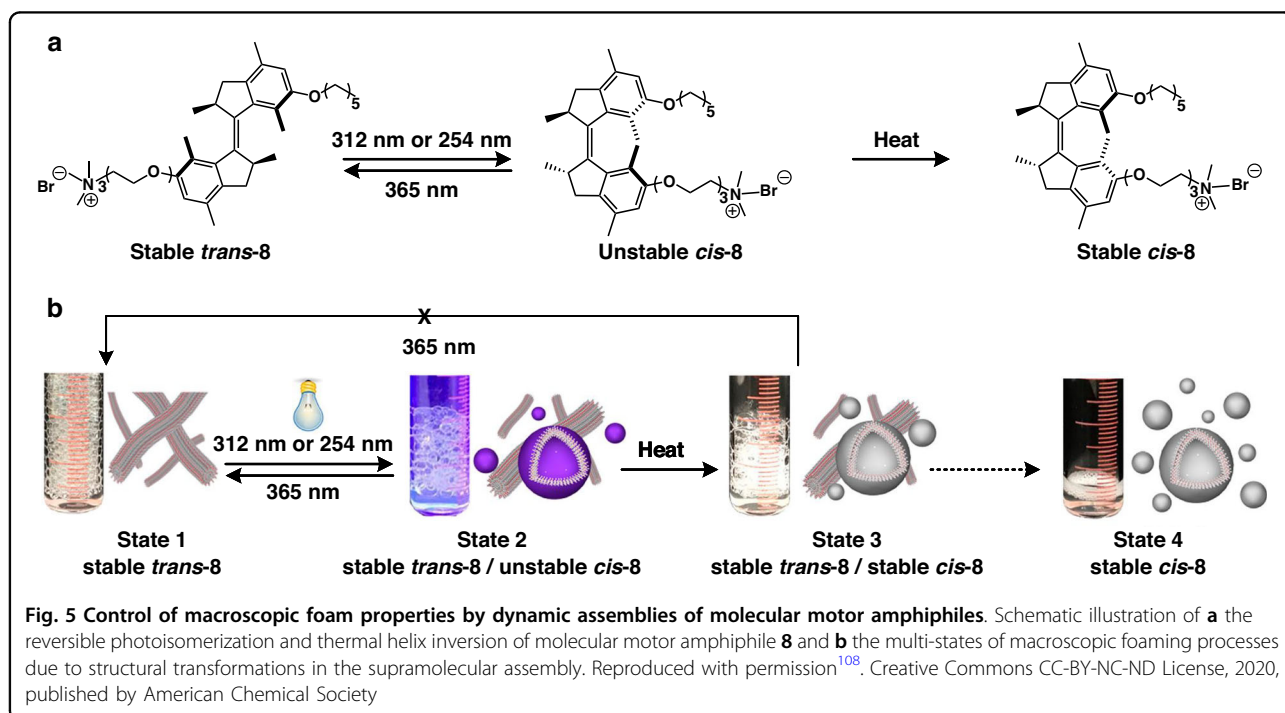 a
O
5
O
5
O
5
312 nm or 254 nm
Heat
365 nm
Br
⊖
N
⊕
3
O
O
3
N
⊕
Br
⊖
O
3
N
⊕
Br
⊖
Stable trans-8
Unstable cis-8
Stable cis-8
b
X
365 nm
312 nm or 254 nm
365 nm
Heat
State 1
State 2
State 3
State 4
stable trans-8
stable trans-8 / unstable cis-8
stable trans-8 / stable cis-8
stable cis-8
Fig. 5 Control of macroscopic foam properties by dynamic assemblies of molecular motor amphiphiles. Schematic illustration of a the
reversible photoisomerization and thermal helix inversion of molecular motor amphiphile 8 and b the multi-states of macroscopic foaming processes
due to structural transformations in the supramolecular assembly. Reproduced with permission108. Creative Commons CC-BY-NC-ND License, 2020,
published by American Chemical Society